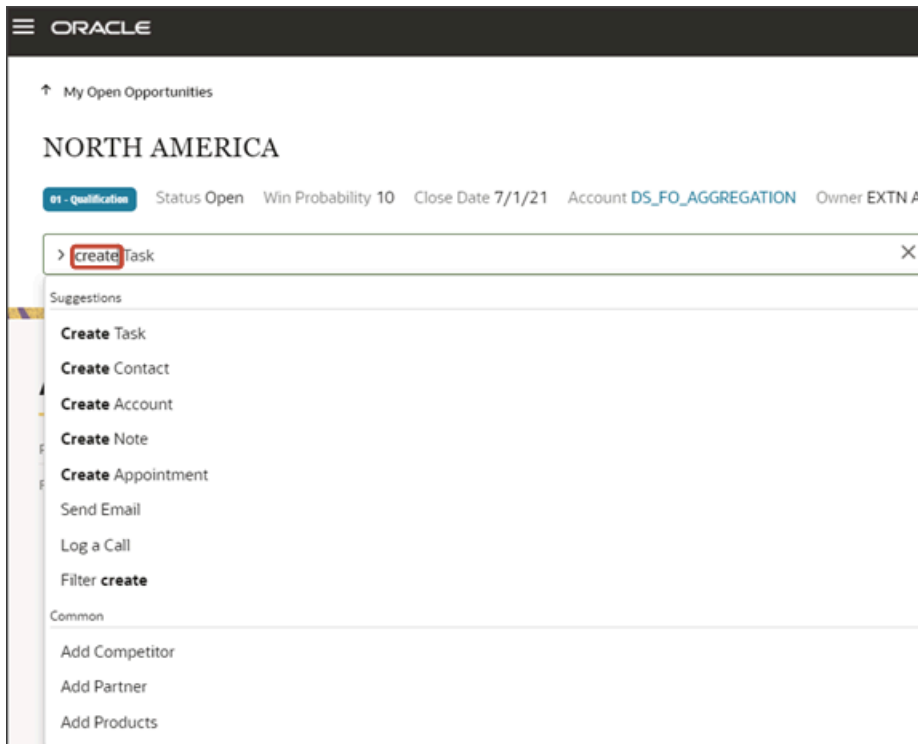 ORACLE
My Open Opportunities
NORTH AMERICA
01 - Qualification Status Open Win Probability 10 Close Date 7/1/21 Account DS_FO_AGGREGATION Owner EXTN
create Task
Suggestions
Create Task
Create Contact
Create Account
Create Note
Create Appointment
Send Email
Log a Call
Filter create
Common
Add Competitor
Add Partner
Add Products